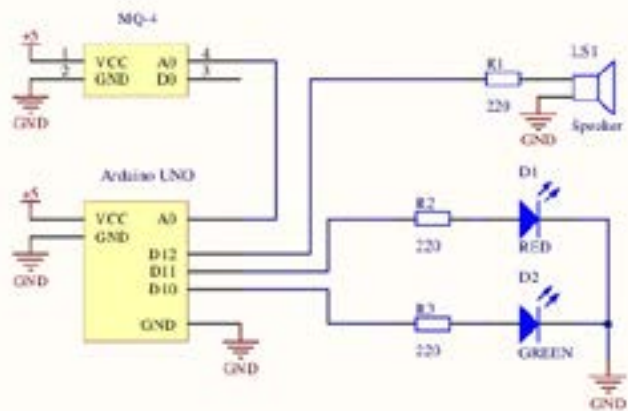 MQ-4
+5
1
VCC
A0
4
2
GND
D0
3
GND
R1
220
LS1
Speaker
GND
Arduino UNO
+5
VCC
A0
GND
D12
D11
D10
GND
GND
GND
R2
220
D1
RED
R3
220
D2
GREEN
GND